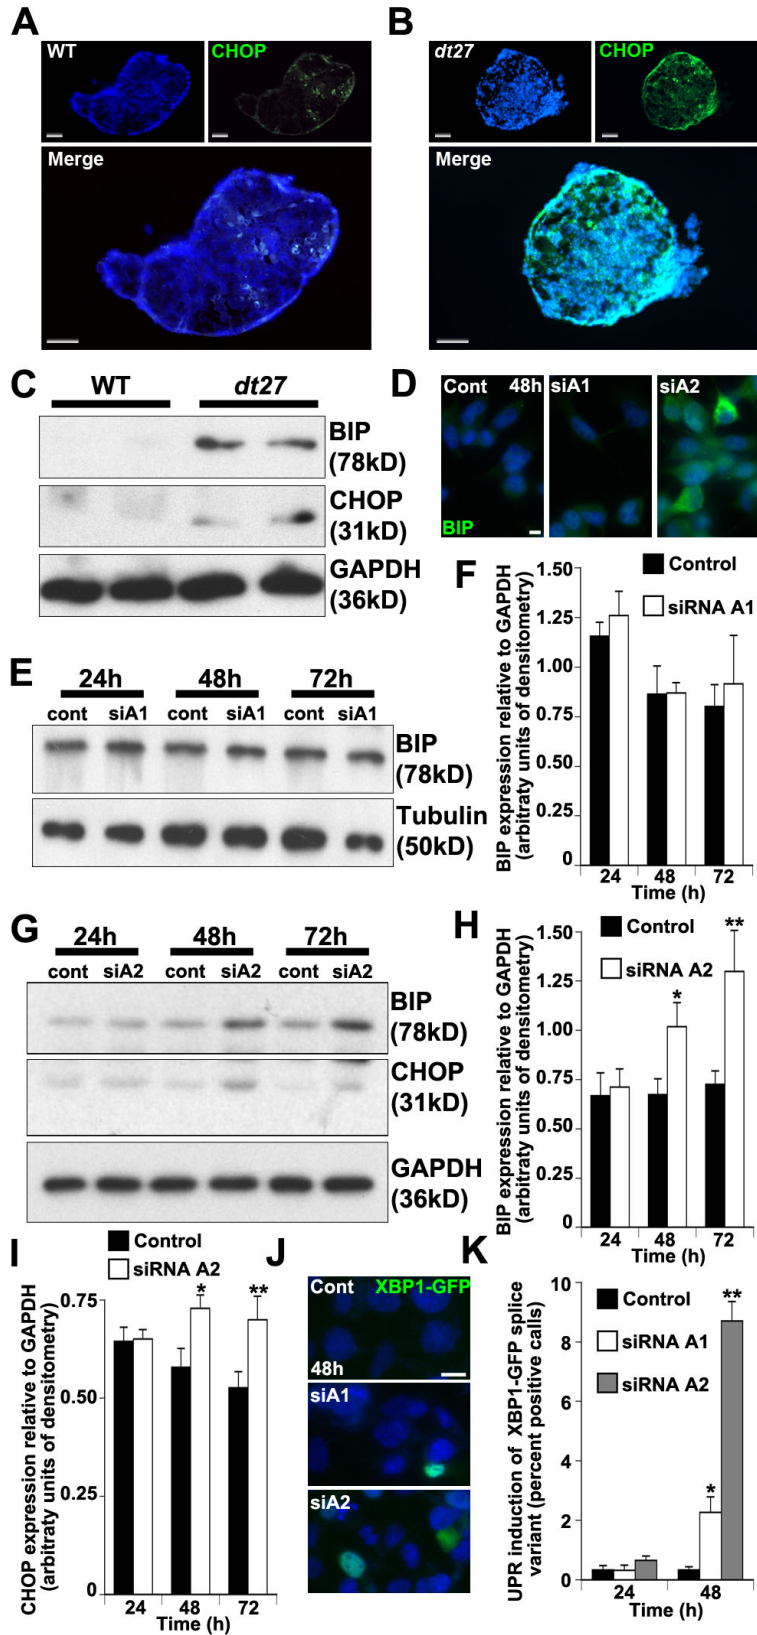 A
WT
CHOP
Merge
B
dt27
CHOP
Merge
C
WT
dt27
BIP
(78kD)
CHOP
(31kD)
GAPDH
(36kD)
D
Cont 48h
siA1
siA2
BIP
E
24h 48h 72h
cont siA1 cont siA1 cont siA1
BIP
(78kD)
Tubulin
(50kD)
F
BIP expression relative to GAPDH
(arbitraty units of densitometry)
1.50
1.25
1.00
0.75
0.50
0.25
0
Control
siRNA A1
24 48 72
Time (h)
G
24h 48h 72h
cont siA2 cont siA2 cont siA2
BIP
(78kD)
CHOP
(31kD)
GAPDH
(36kD)
H
BIP expression relative to GAPDH
(arbitraty units of densitometry)
1.50
1.25
1.00
0.75
0.50
0.25
0
Control
siRNA A2
*
**
24 48 72
Time (h)
I
Control
siRNA A2
CHOP expression relative to GAPDH
(arbitraty units of densitometry)
0.75
0.50
0.25
0
*
**
24 48 72
Time (h)
J
Cont XBP1-GFP
48h
siA1
siA2
K
UPR induction of XBP1-GFP splice
variant (percent positive calls)
10
8
6
4
2
0
Control
siRNA A1
siRNA A2
*
**
24 48
Time (h)